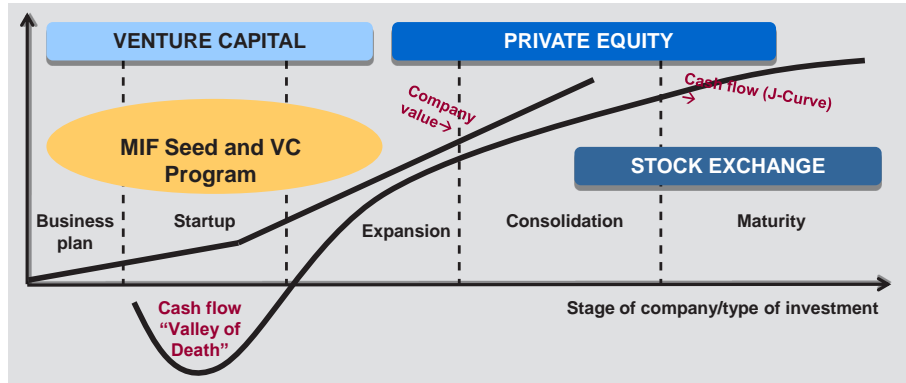 VENTURE CAPITAL
PRIVATE EQUITY
Company
value→
Cash flow (J-Curve)
→
MIF Seed and VC
Program
STOCK EXCHANGE
Business
plan
Startup
Expansion
Consolidation
Maturity
Cash flow
“Valley of
Death”
Stage of company/type of investment